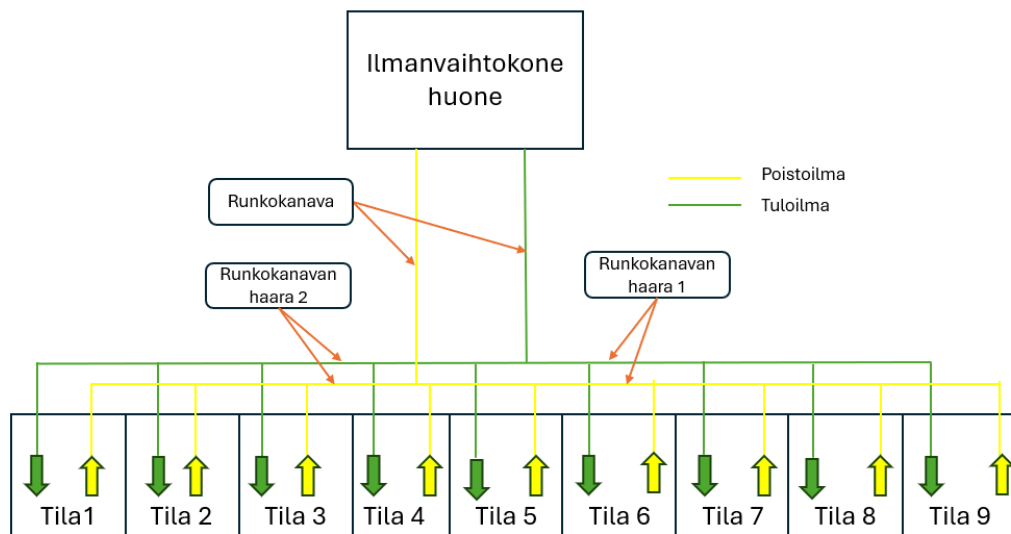 Ilmanvaihtokone
huone
Poistoilma
Runkokanava
Tuloilma
Runkokanavan
haara 1
Runkokanavan
haara 2
Tila1
Tila 2
Tila 3
Tila 4
Tila 5
Tila 6
Tila 7
Tila 8
Tila 9